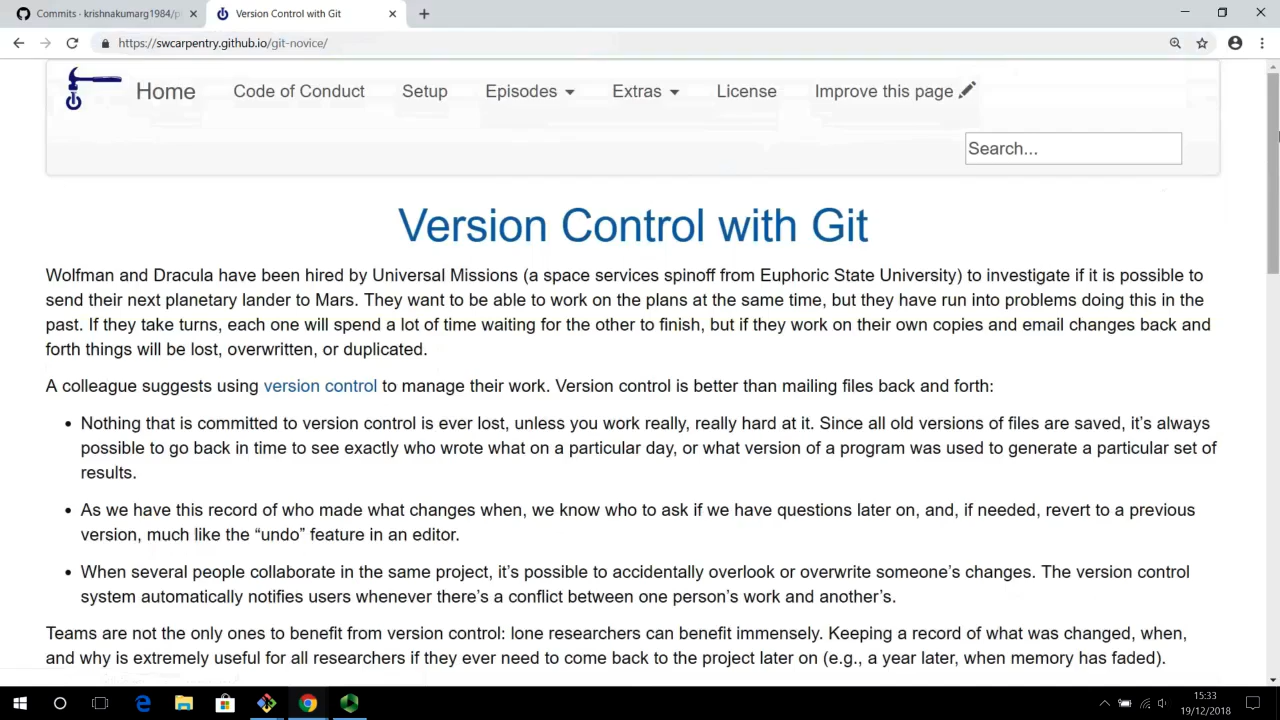 Commits · krishnakumarg1984/p
Version Control with Git
https://swcarpentry.github.io/git-novice/
Home
Code of Conduct
Setup
Episodes
Extras
License
Improve this page
Search...
Version Control with Git
Wolfman and Dracula have been hired by Universal Missions (a space services spinoff from Euphoric State University) to investigate if it is possible to
send their next planetary lander to Mars. They want to be able to work on the plans at the same time, but they have run into problems doing this in the
past. If they take turns, each one will spend a lot of time waiting for the other to finish, but if they work on their own copies and email changes back and
forth things will be lost, overwritten, or duplicated.
A colleague suggests using version control to manage their work. Version control is better than mailing files back and forth:
• Nothing that is committed to version control is ever lost, unless you work really, really hard at it. Since all old versions of files are saved, it’s always
possible to go back in time to see exactly who wrote what on a particular day, or what version of a program was used to generate a particular set of
results.
• As we have this record of who made what changes when, we know who to ask if we have questions later on, and, if needed, revert to a previous
version, much like the “undo” feature in an editor.
• When several people collaborate in the same project, it’s possible to accidentally overlook or overwrite someone’s changes. The version control
system automatically notifies users whenever there’s a conflict between one person’s work and another’s.
Teams are not the only ones to benefit from version control: lone researchers can benefit immensely. Keeping a record of what was changed, when,
and why is extremely useful for all researchers if they ever need to come back to the project later on (e.g., a year later, when memory has faded).
15:33
19/12/2018